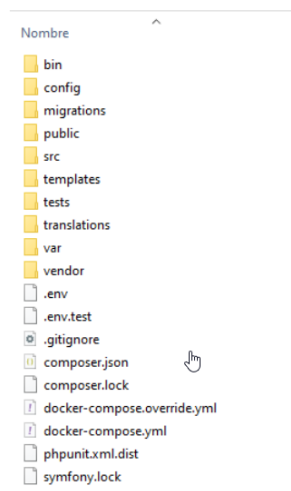 Nombre
bin
config
migrations
public
src
templates
tests
translations
var
vendor
.env
.env.test
.gitignore
composer.json
composer.lock
docker-compose.override.yml
docker-compose.yml
phpunit.xml.dist
symfony.lock